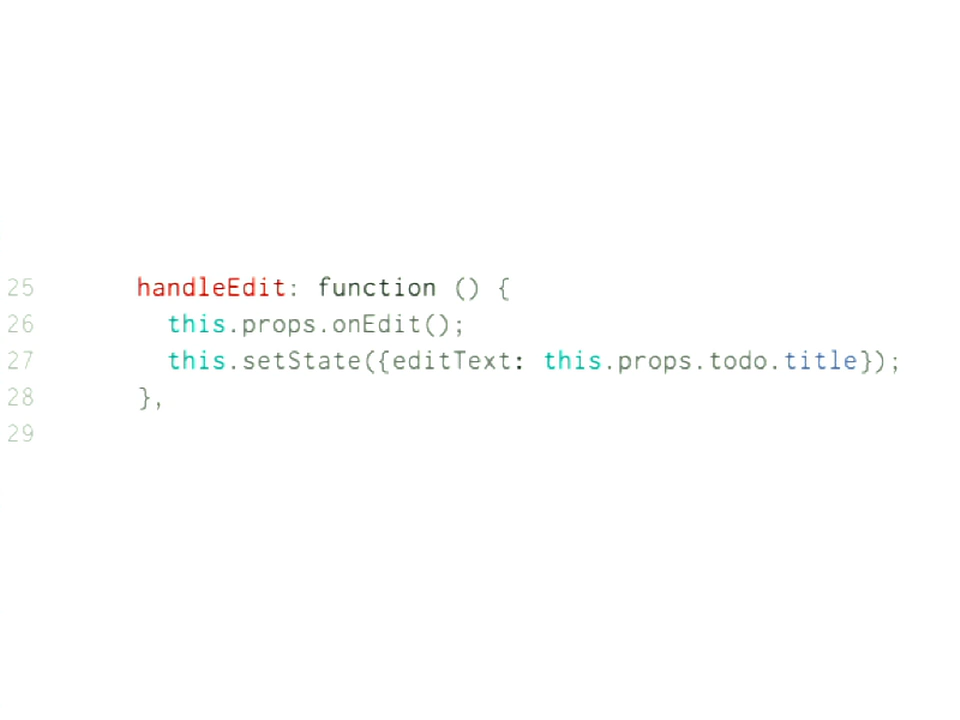 25 handleEdit: function () {
26 this.props.onEdit();
27 this.setState({editText: this.props.todo.title});
28 },
29